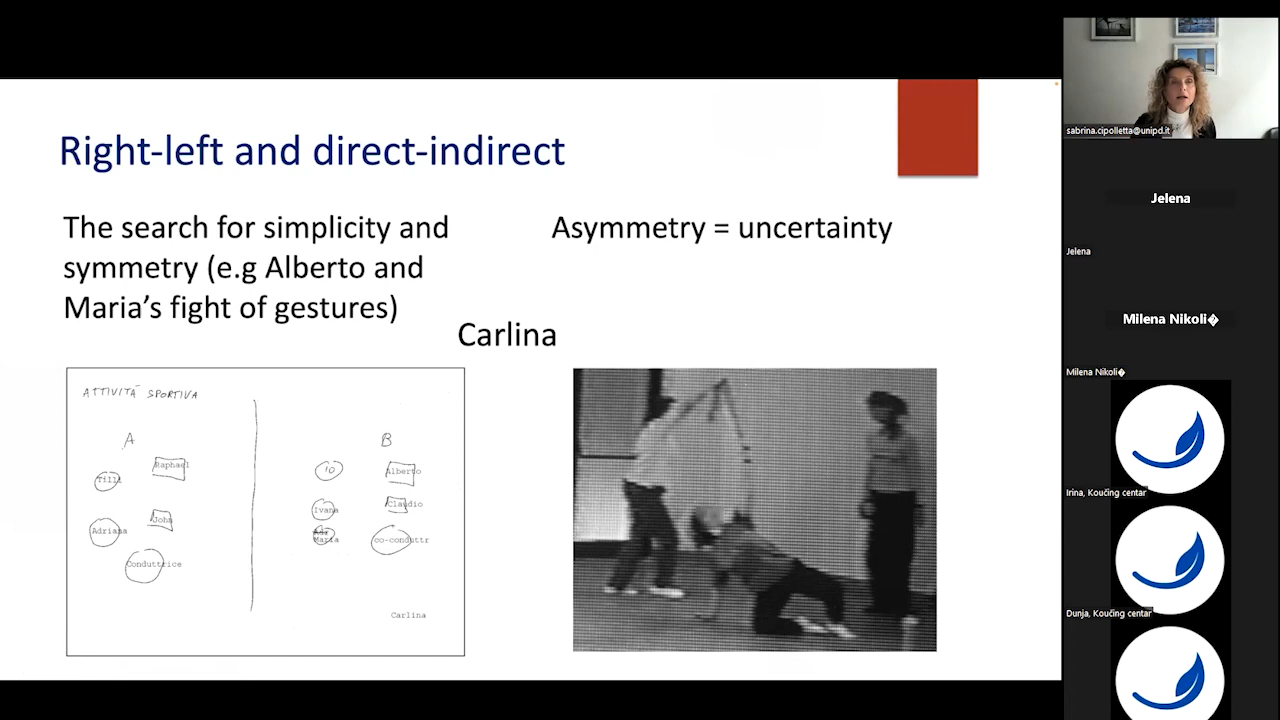 Right-left and direct-indirect
The search for simplicity and
symmetry (e.g Alberto and
Maria's fight of gestures)
Asymmetry = uncertainty
Carlina
ATTIVITÀ SPORTIVA
A
B
Raphael
Tilli
John
Adriana
Conduttrice
IO
Alberto
Ivana
Claudio
Maria
co-conduttr
Carlina
sabrina.cipolletta@unipd.it
Jelena
Jelena
Milena Nikoli�
Milena Nikoli�
Irina, Koučing centar
Dunja, Koučing centar